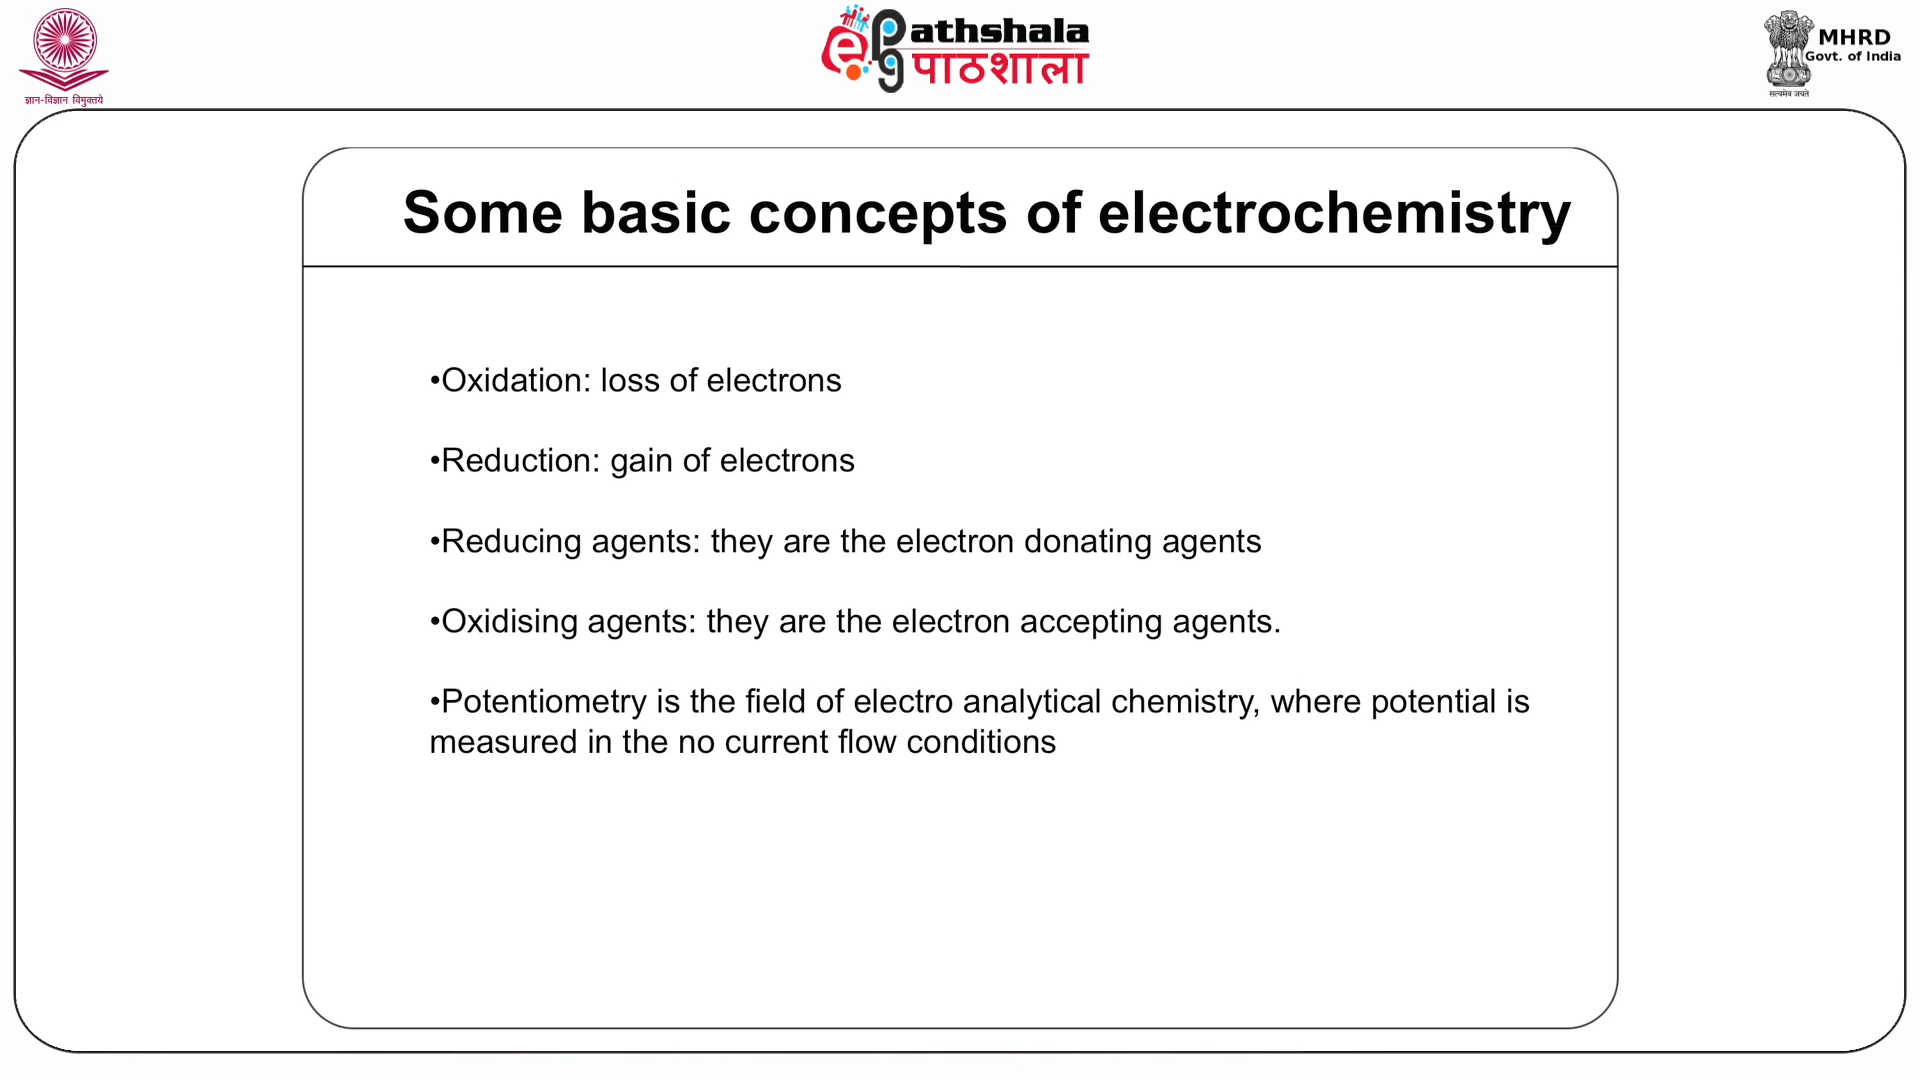 ज्ञान-विज्ञान विमुक्तये
ePGathshala
पाठशाला
MHRD
Govt. of India
सत्यमेव जयते
Some basic concepts of electrochemistry
•Oxidation: loss of electrons
•Reduction: gain of electrons
•Reducing agents: they are the electron donating agents
•Oxidising agents: they are the electron accepting agents.
•Potentiometry is the field of electro analytical chemistry, where potential is
measured in the no current flow conditions